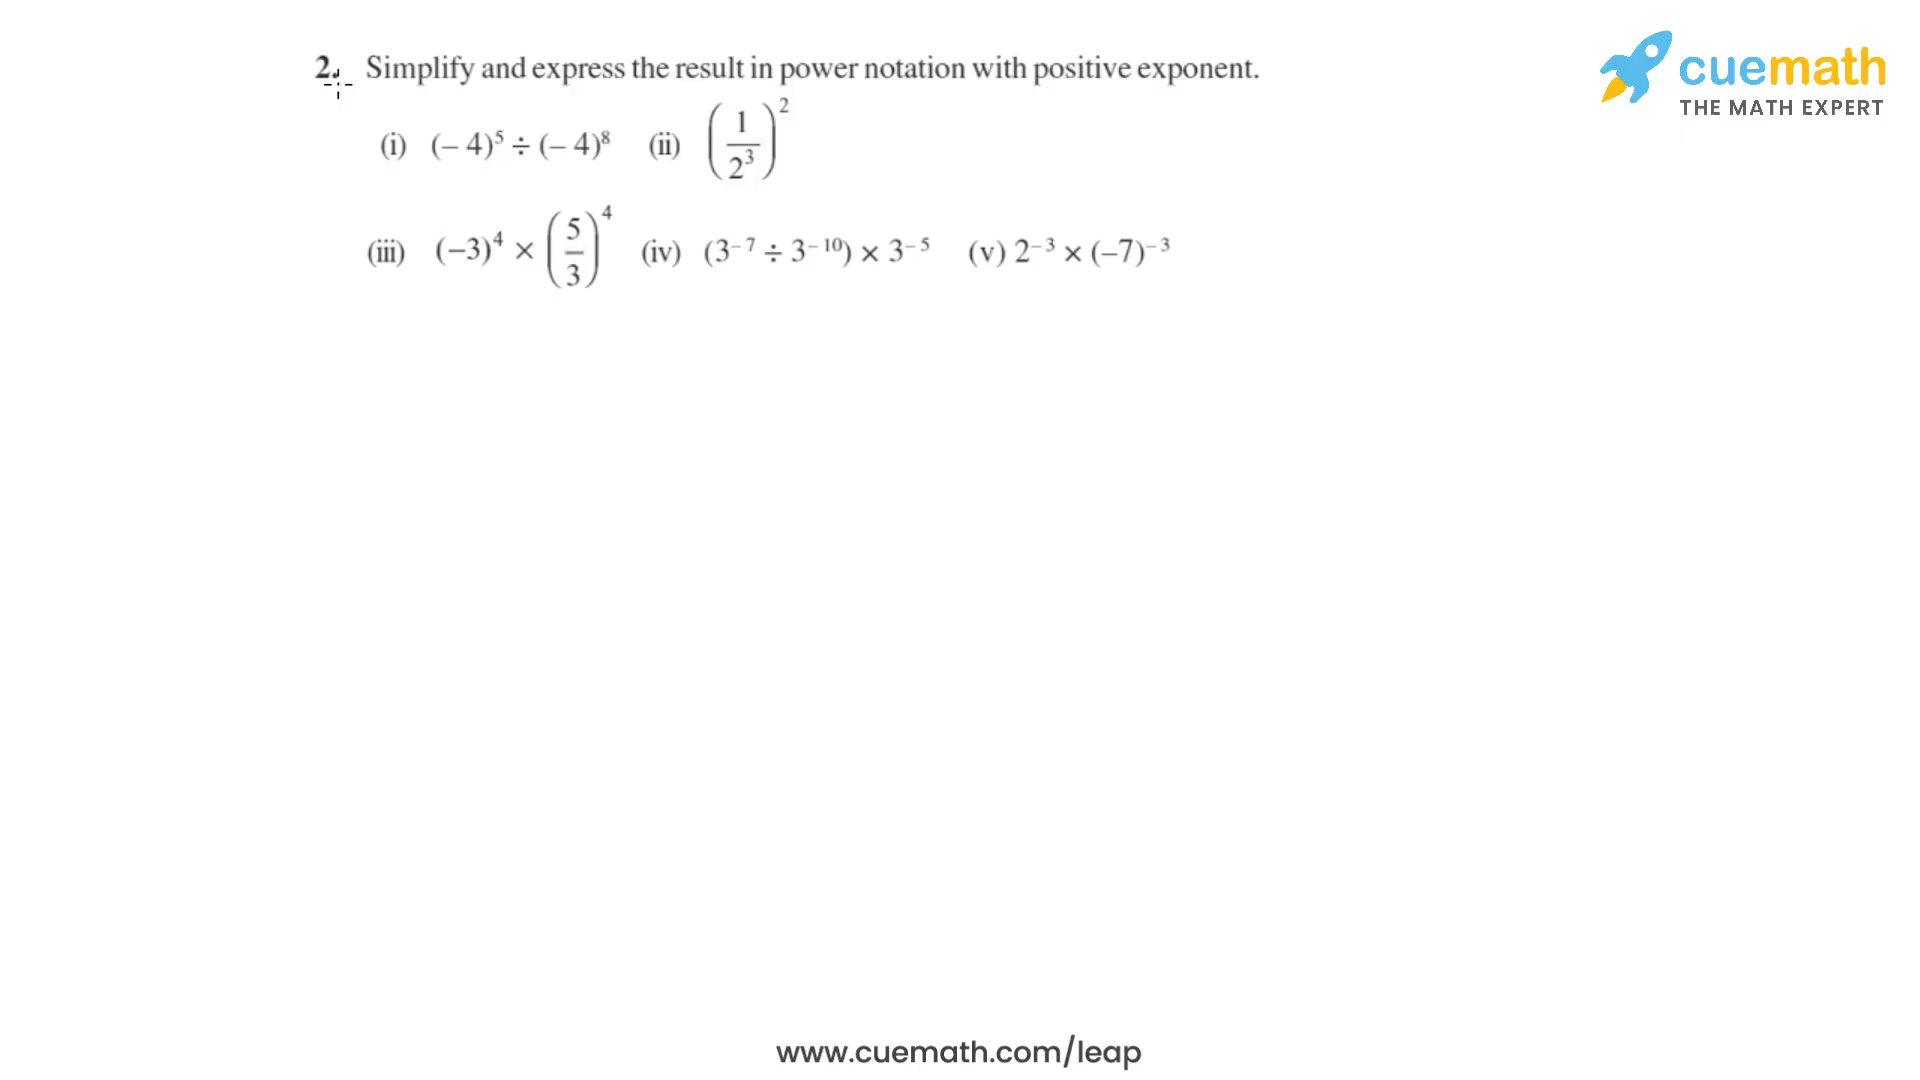 2. Simplify and express the result in power notation with positive exponent.
(i) (– 4)⁵ ÷ (– 4)⁸ (ii) (1/2³)²
(iii) (–3)⁴ × (5/3)⁴ (iv) (3⁻⁷ ÷ 3⁻¹⁰) × 3⁻⁵ (v) 2⁻³ × (–7)⁻³
cuemath
THE MATH EXPERT
www.cuemath.com/leap